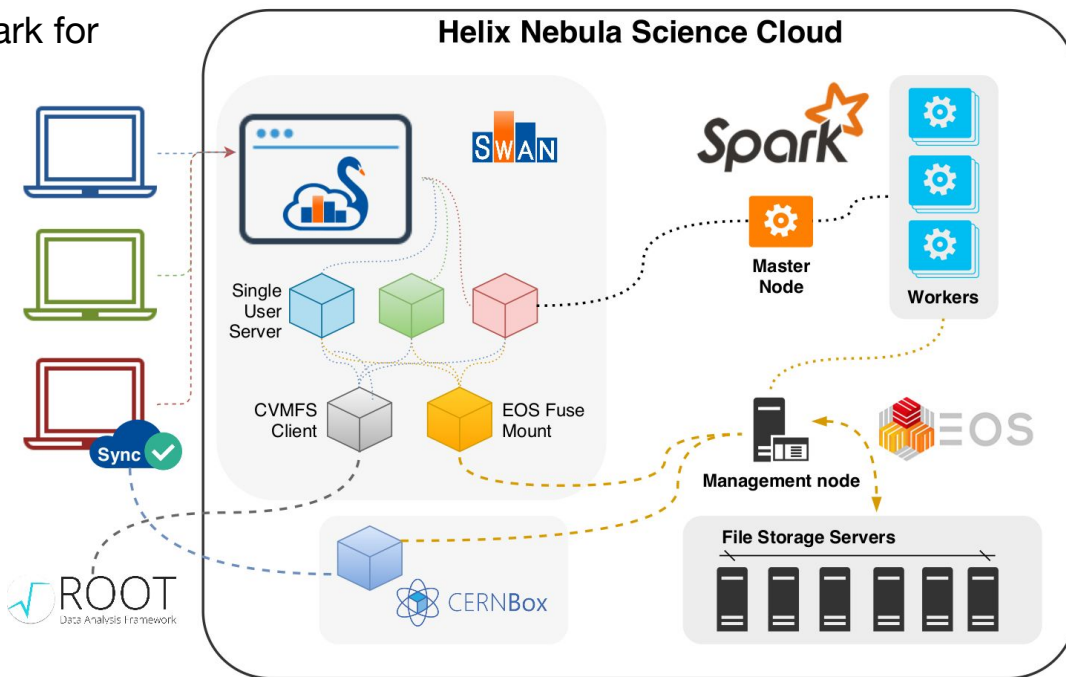 ark for
Helix Nebula Science Cloud
SWAN
Spark
Master
Node
Workers
Single
User
Server
CVMFS
Client
EOS Fuse
Mount
Sync
EOS
Management node
File Storage Servers
ROOT
Data Analysis Framework
CERNBox